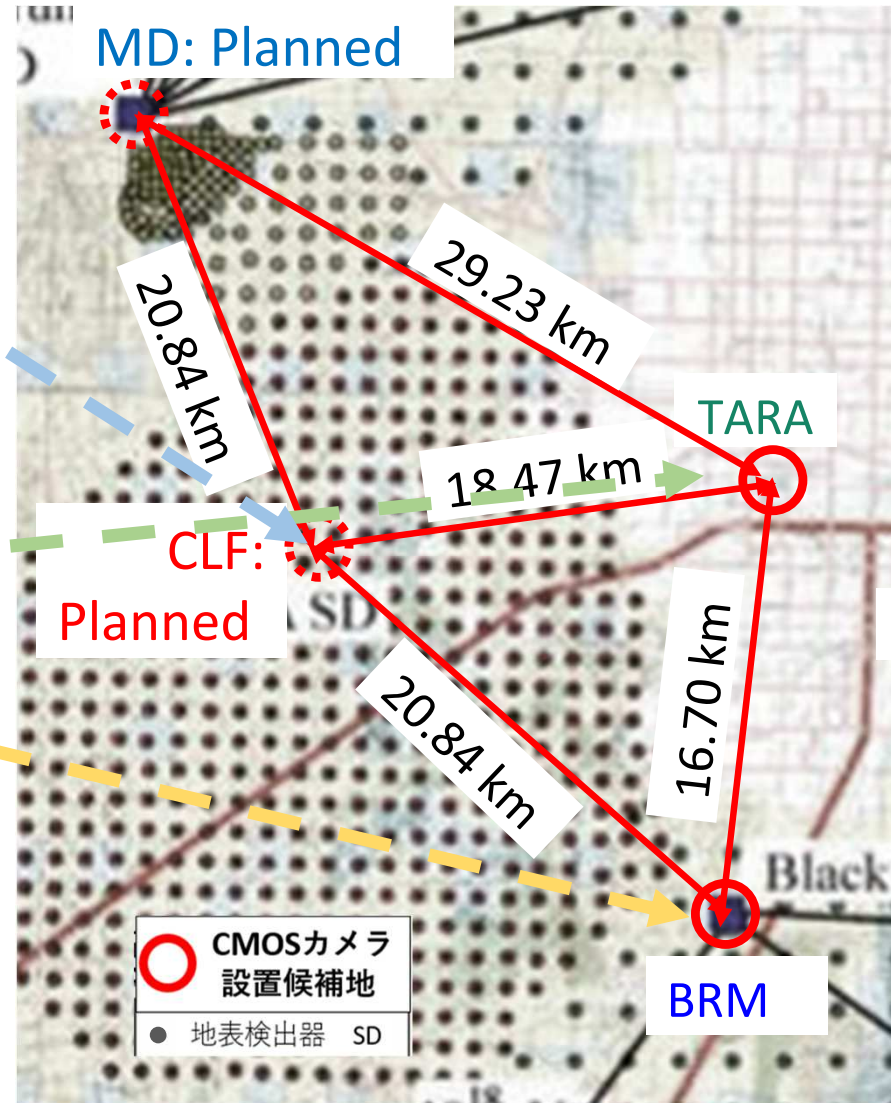 MD: Planned
29.23 km
20.84 km
TARA
18.47 km
CLF:
Planned
SD
20.84 km
16.70 km
Black
CMOSカメラ
設置候補地
地表検出器 SD
BRM